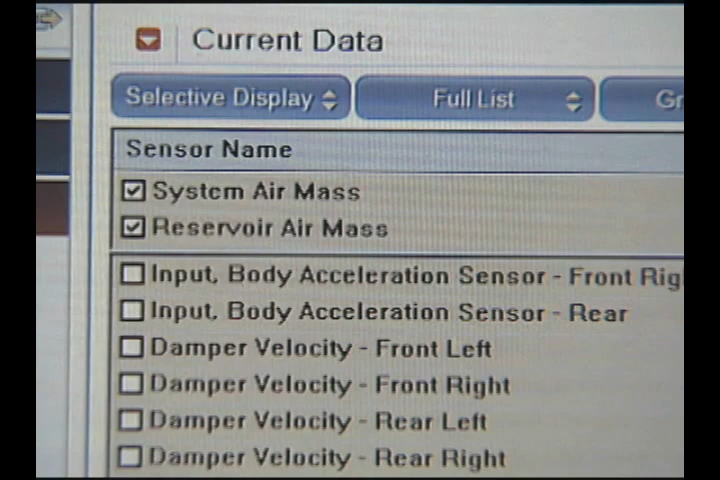 Current Data
Selective Display Full List Gr
Sensor Name
System Air Mass
Reservoir Air Mass
Input, Body Acceleration Sensor - Front Rig
Input, Body Acceleration Sensor - Rear
Damper Velocity - Front Left
Damper Velocity - Front Right
Damper Velocity - Rear Left
Damper Velocity - Rear Right